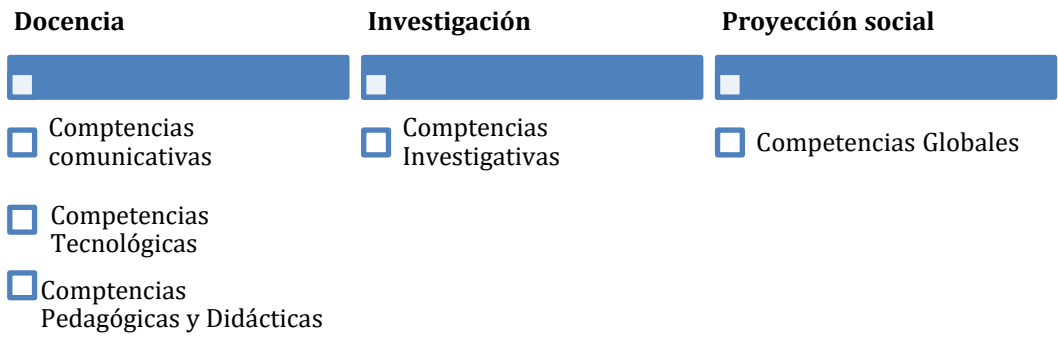 Docencia
Comptencias
comunicativas
Competencias
Tecnológicas
Comptencias
Pedagógicas y Didácticas
Investigación
Comptencias
Investigativas
Proyección social
Competencias Globales